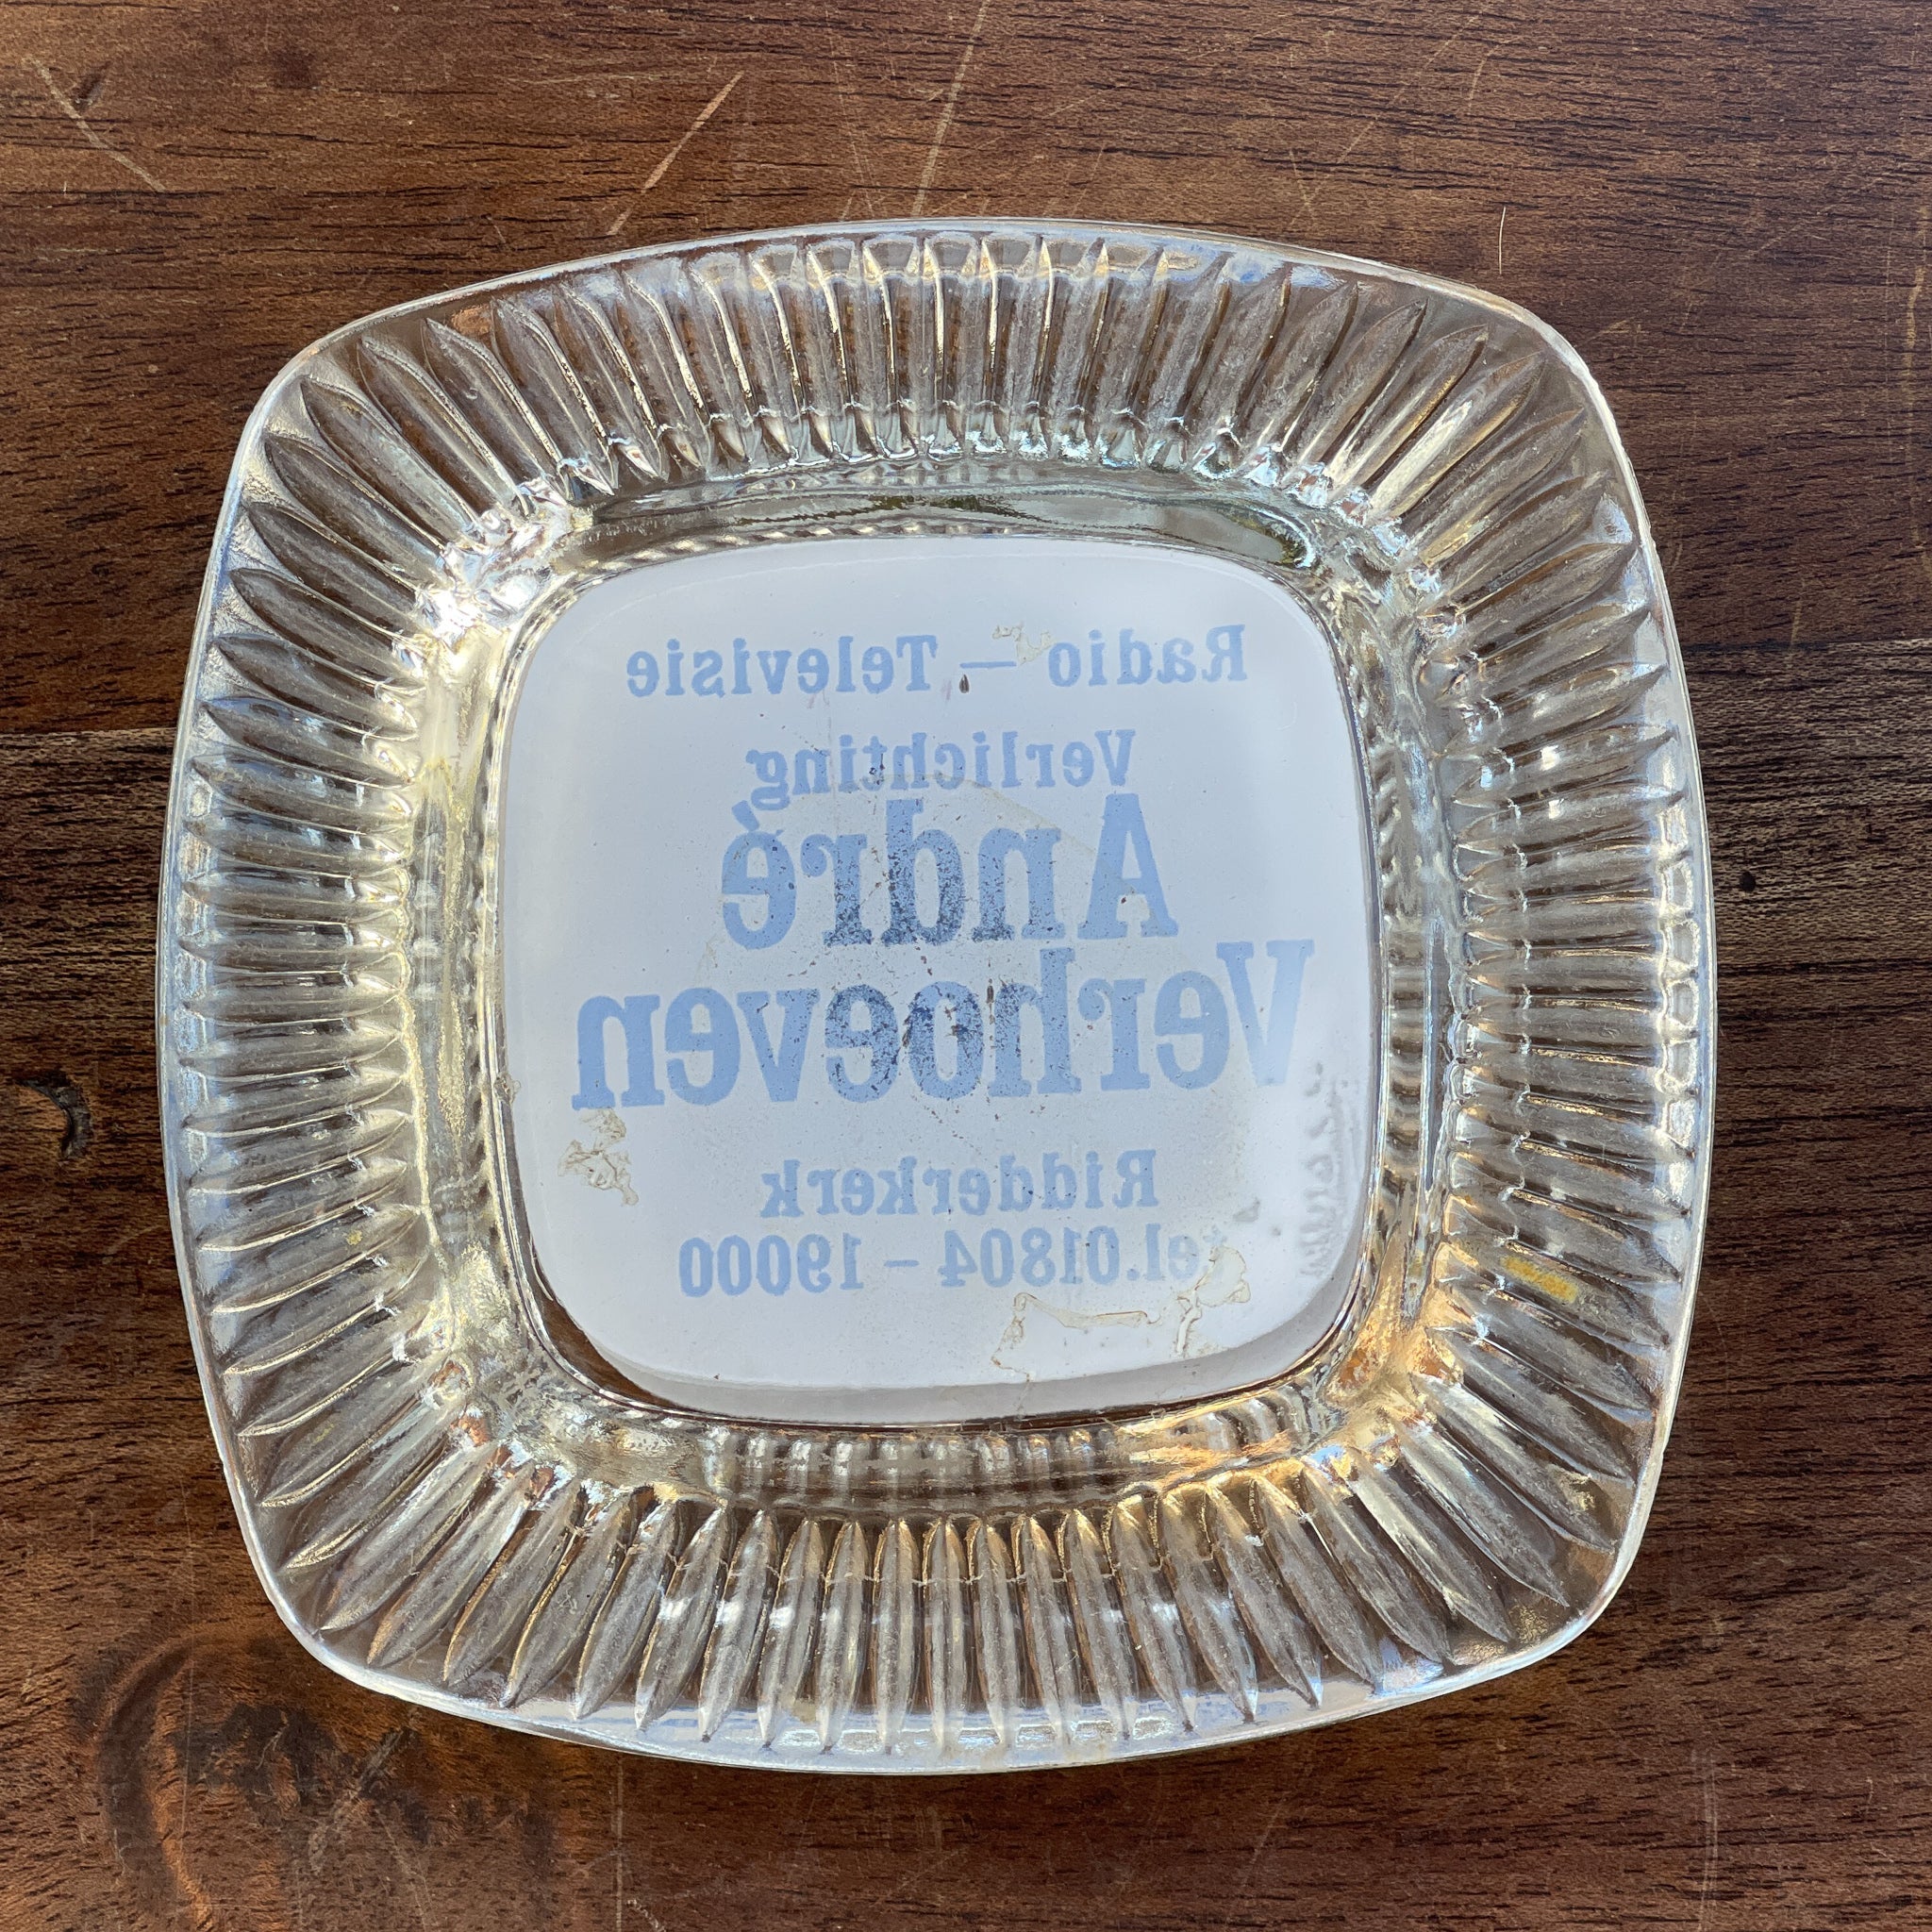 Radio - Televisie
Verlichting
André
Verhoeven
Ridderkerk
tel.01804 - 19000